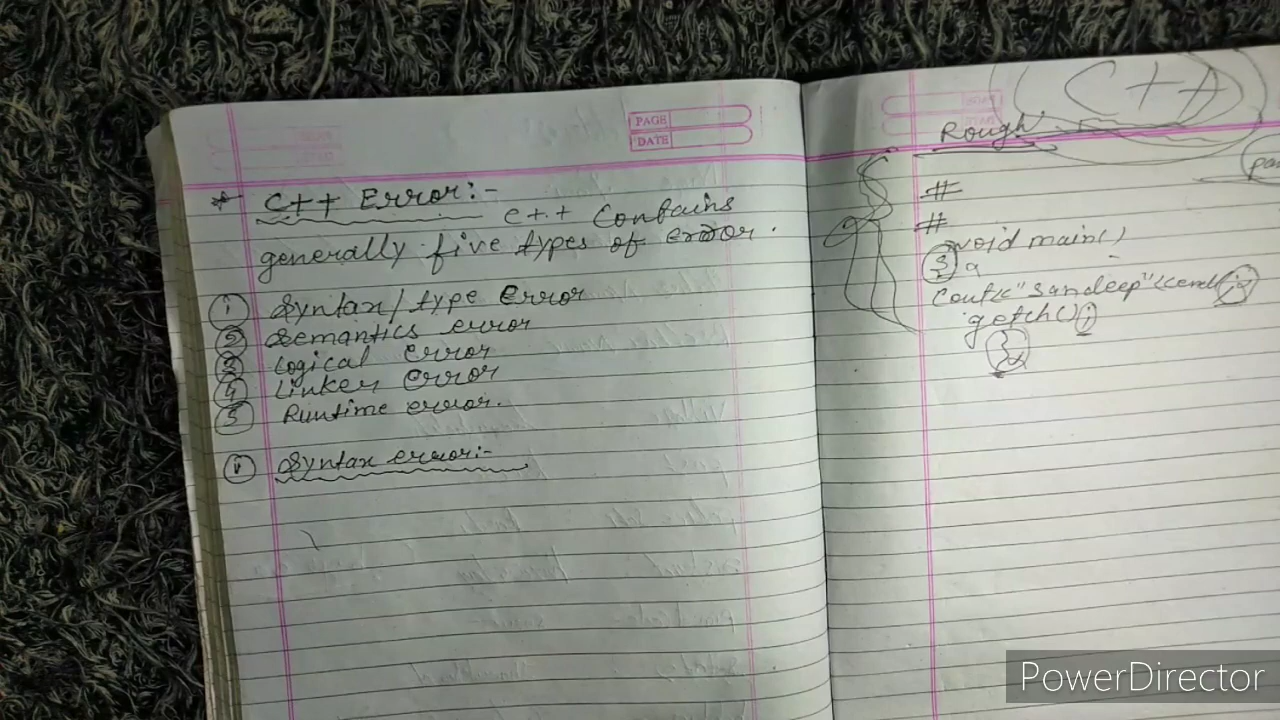 PAGE
DATE
* C++ Error:-
C++ Contains
generally five types of error.
① Syntax/type error
② Semantics error
③ Logical error
④ Linker error
⑤ Runtime error.
① Syntax error:-
C++
Rough
#
#
void main()
{
cout<<"Sandeep"<<endl;
getch();
}
PowerDirector